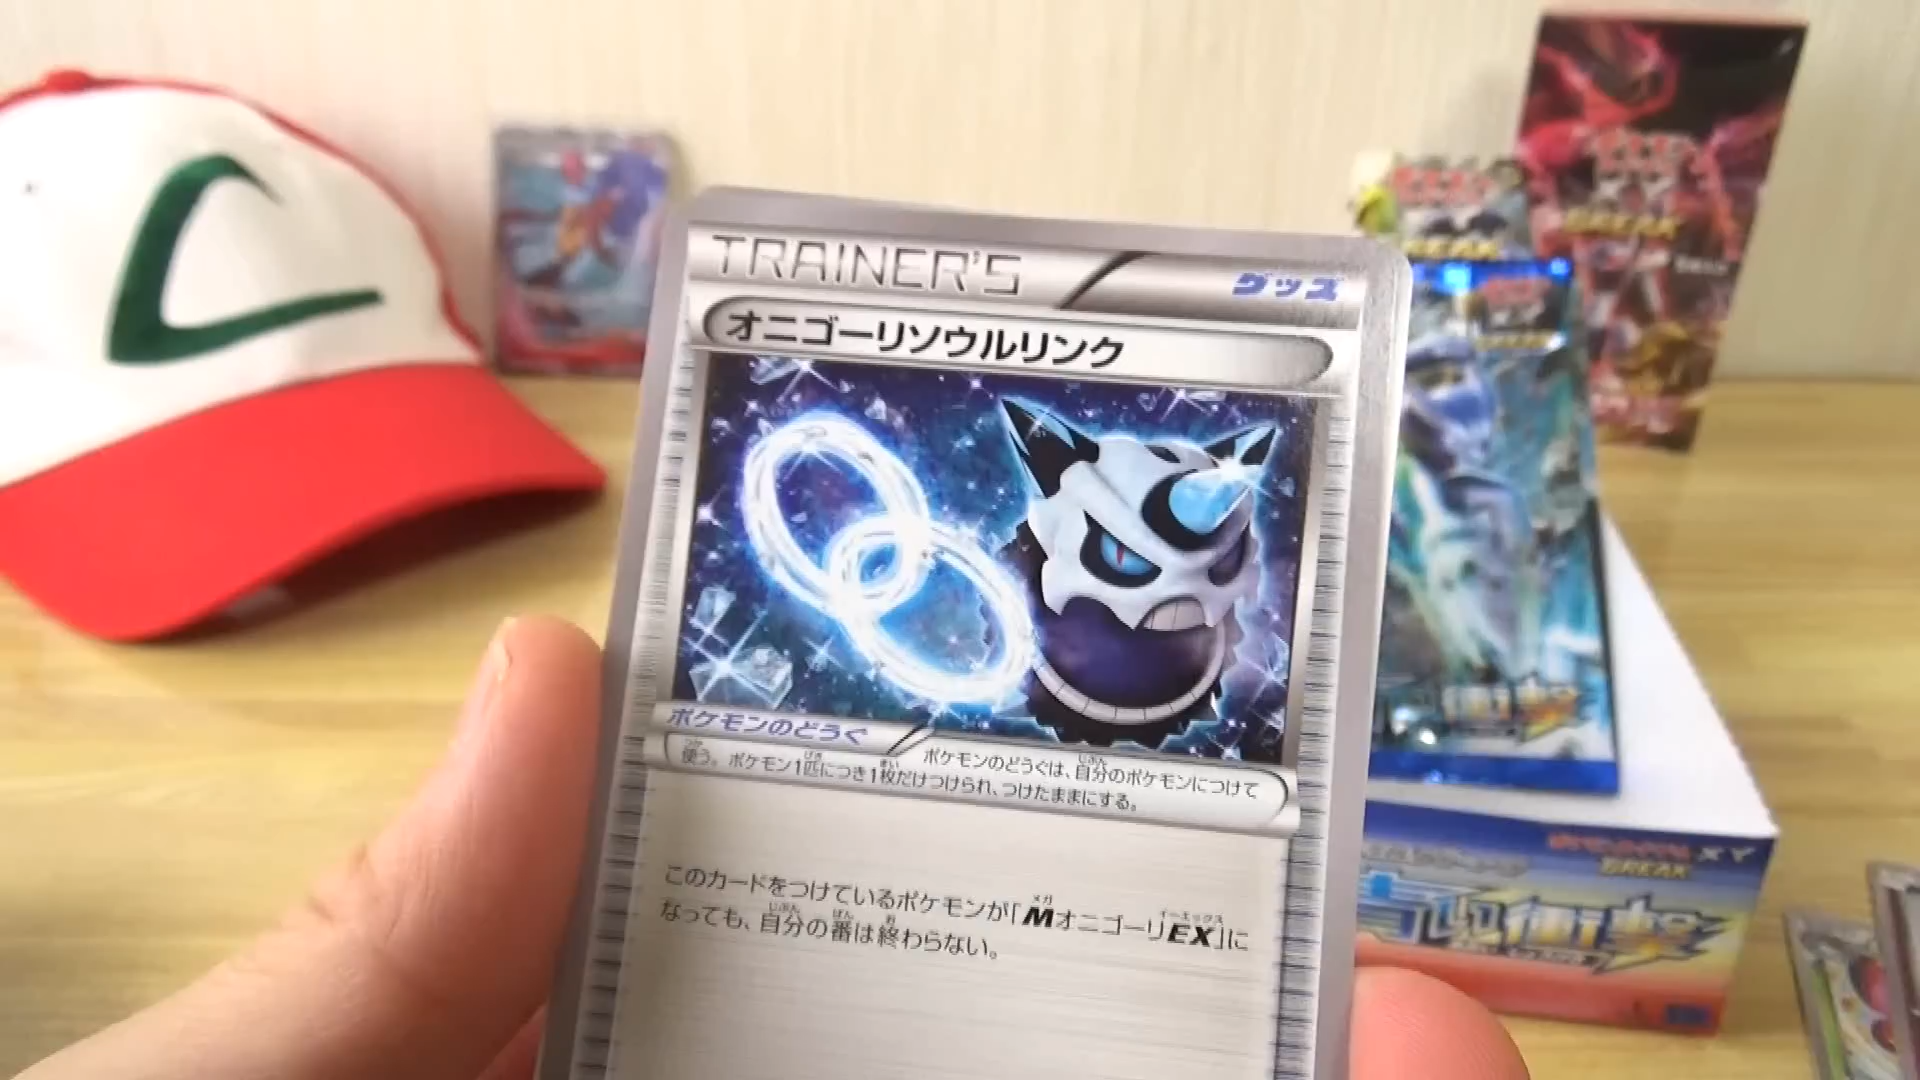 TRAINER'S
グッズ
オニゴーリソウルリンク
ポケモンのどうぐ
ポケモンのどうぐは、自分のポケモンにつけて
使う。ポケモン1匹につき1枚だけつけられ、つけたままにする。
このカードをつけているポケモンが「MオニゴーリEX」に
なっても、自分の番は終わらない。
XY
BREAK
BREAK
XY
BREAK